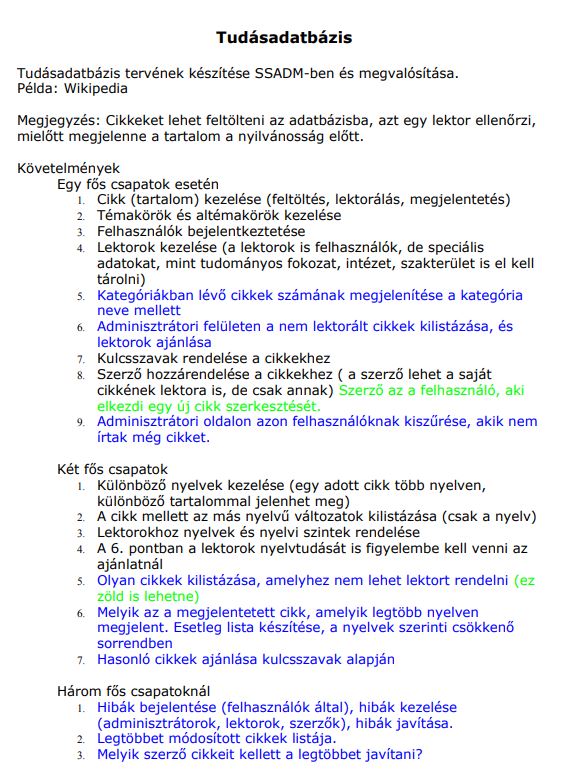 Tudásadatbázis
Tudásadatbázis tervének készítése SSADM-ben és megvalósítása.
Példa: Wikipedia
Megjegyzés: Cikkeket lehet feltölteni az adatbázisba, azt egy lektor ellenőrzi,
mielőtt megjelenne a tartalom a nyilvánosság előtt.
Követelmények
Egy fős csapatok esetén
1. Cikk (tartalom) kezelése (feltöltés, lektorálás, megjelentetés)
2. Témakörök és altémakörök kezelése
3. Felhasználók bejelentkeztetése
4. Lektorok kezelése (a lektorok is felhasználók, de speciális
adatokat, mint tudományos fokozat, intézet, szakterület is el kell
tárolni)
5. Kategóriákban lévő cikkek számának megjelenítése a kategória
neve mellett
6. Adminisztrátori felületen a nem lektorált cikkek kilistázása, és
lektorok ajánlása
7. Kulcsszavak rendelése a cikkekhez
8. Szerző hozzárendelése a cikkekhez ( a szerző lehet a saját
cikkének lektora is, de csak annak) Szerző az a felhasználó, aki
elkezdi egy új cikk szerkesztését.
9. Adminisztrátori oldalon azon felhasználóknak kiszűrése, akik nem
írtak még cikket.
Két fős csapatok
1. Különböző nyelvek kezelése (egy adott cikk több nyelven,
különböző tartalommal jelenhet meg)
2. A cikk mellett az más nyelvű változatok kilistázása (csak a nyelv)
3. Lektorokhoz nyelvek és nyelvi szintek rendelése
4. A 6. pontban a lektorok nyelvtudását is figyelembe kell venni az
ajánlatnál
5. Olyan cikkek kilistázása, amelyhez nem lehet lektort rendelni (ez
zöld is lehetne)
6. Melyik az a megjelentetett cikk, amelyik legtöbb nyelven
megjelent. Esetleg lista készítése, a nyelvek szerinti csökkenő
sorrendben
7. Hasonló cikkek ajánlása kulcsszavak alapján
Három fős csapatoknál
1. Hibák bejelentése (felhasználók által), hibák kezelése
(adminisztrátorok, lektorok, szerzők), hibák javítása.
2. Legtöbbet módosított cikkek listája.
3. Melyik szerző cikkeit kellett a legtöbbet javítani?